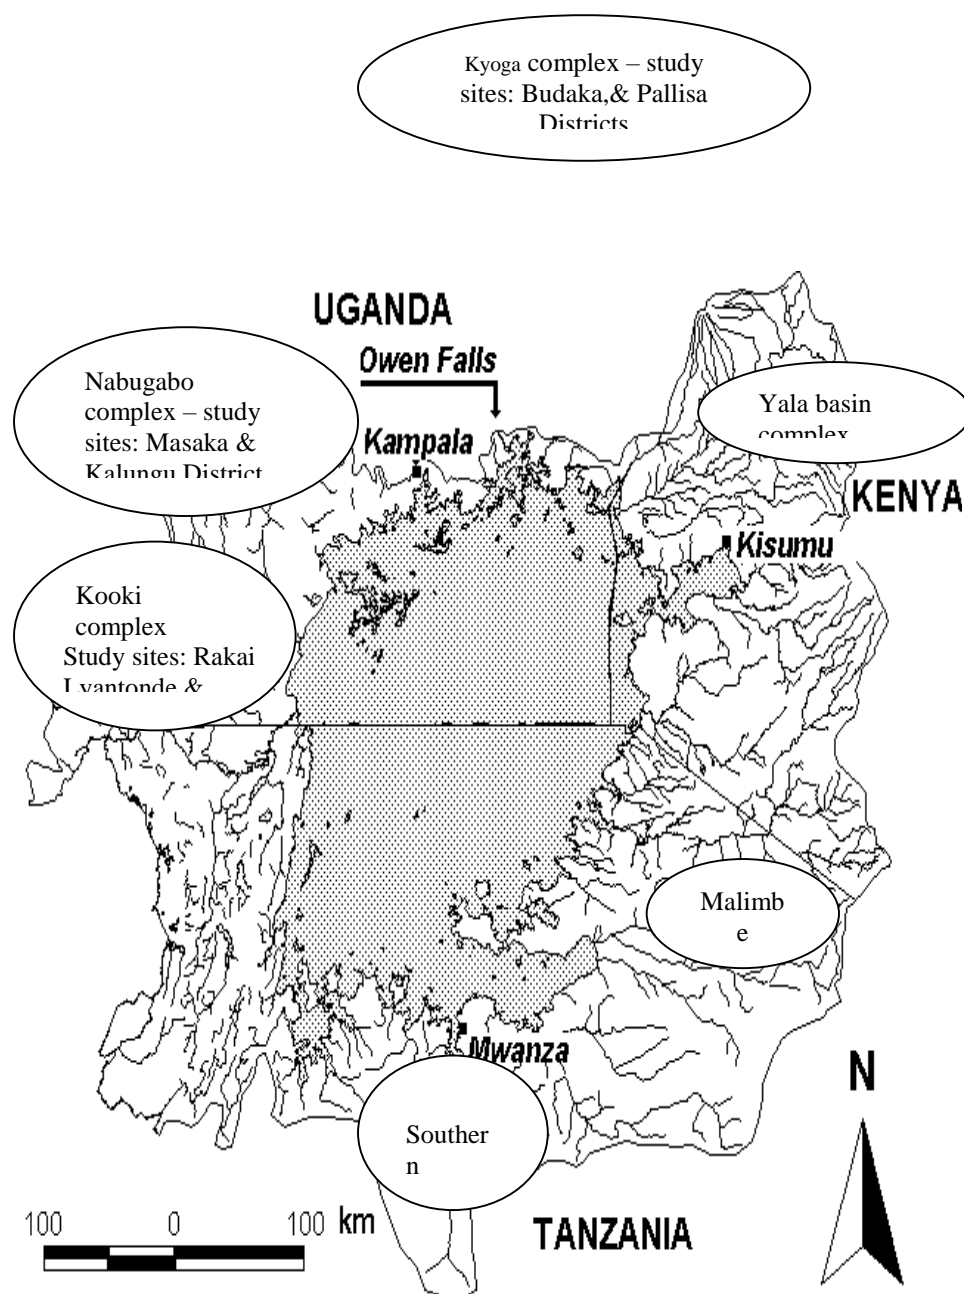 Kyoga complex – study
sites: Budaka,& Pallisa
Districts
UGANDA
Owen Falls
Nabugabo
complex – study
sites: Masaka &
Kalungu District
Kampala
Yala basin
complex
KENYA
Kisumu
Kooki
complex
Study sites: Rakai
Lyantonde &
Malimb
e
Mwanza
N
Souther
n
100 0 100 km
TANZANIA